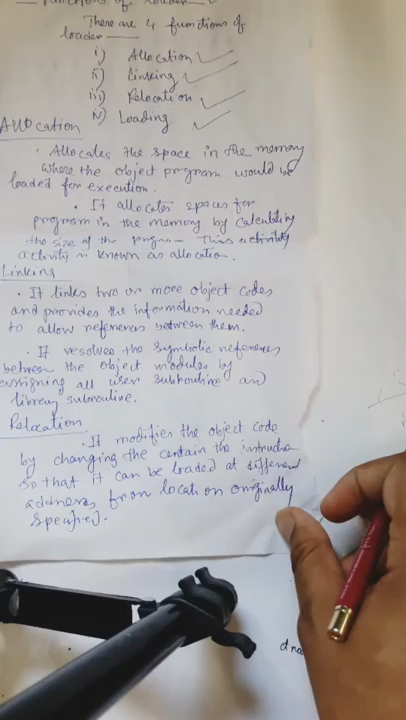 Functions of Loader
There are 4 functions of
loader
i) Allocation
ii) Linking
iii) Relocation
iv) Loading
Allocation
· Allocates the space in the memory
where the object program would be
loaded for execution.
· It allocates spaces for
program in the memory by calculating
the size of the program This activity
activity is known as allocation.
Linking
· It links two or more object codes
and provides the information needed
to allow references between them.
· It resolves the symbolic references
between the object modules by
assigning all user subroutine and
library subroutine.
Relocation
· It modifies the object code
by changing the certain the instruction
so that it can be loaded at different
address from location originally
specified.